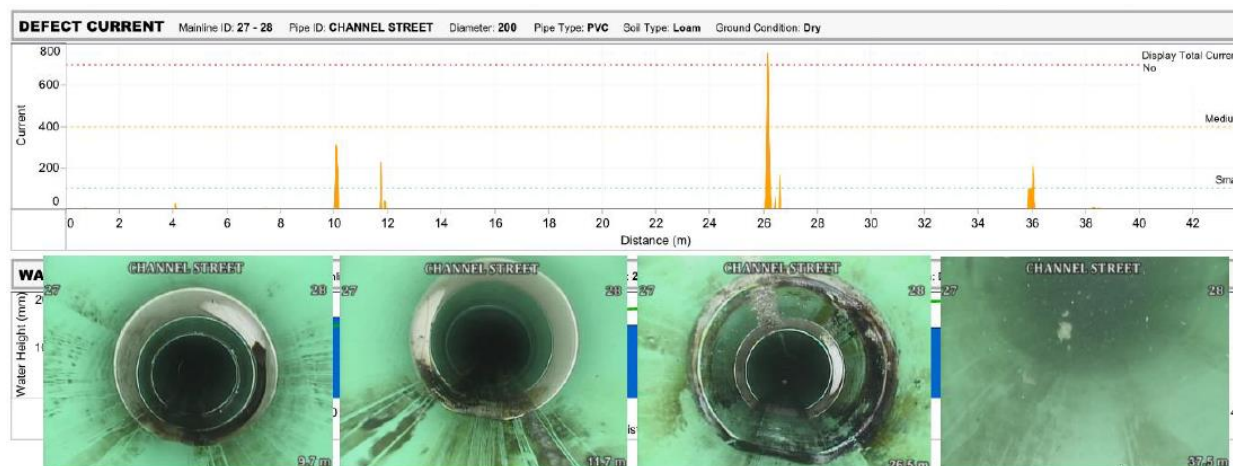 DEFECT CURRENT Mainline ID: 27 - 28 Pipe ID: CHANNEL STREET Diameter: 200 Pipe Type: PVC Soil Type: Loam Ground Condition: Dry
800
600
400
200
0
Current
Display Total Curren
No
Mediu
Sma
0 2 4 6 8 10 12 14 16 18 20 22 24 26 28 30 32 34 36 38 40 42
Distance (m)
WA
Water Height (mm)
CHANNEL STREET
27 28
9.7 m
CHANNEL STREET
27 28
11.7 m
CHANNEL STREET
27 28
26.5 m
CHANNEL STREET
27 28
37.5 m